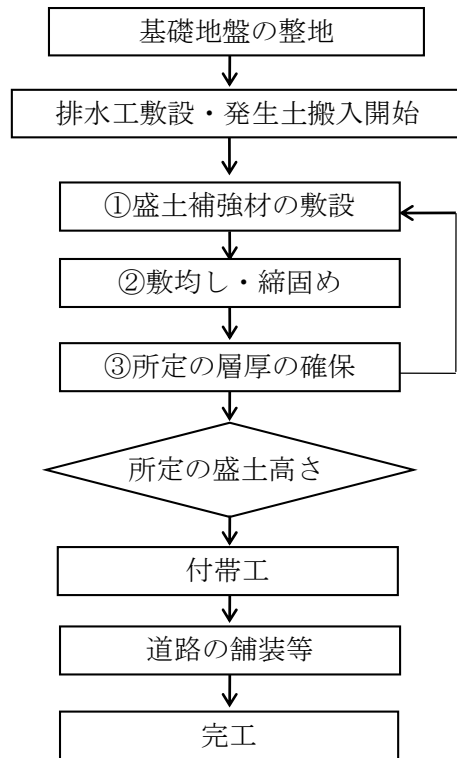 基礎地盤の整地
排水工敷設・発生土搬入開始
①盛土補強材の敷設
②敷均し・締固め
③所定の層厚の確保
所定の盛土高さ
付帯工
道路の舗装等
完工